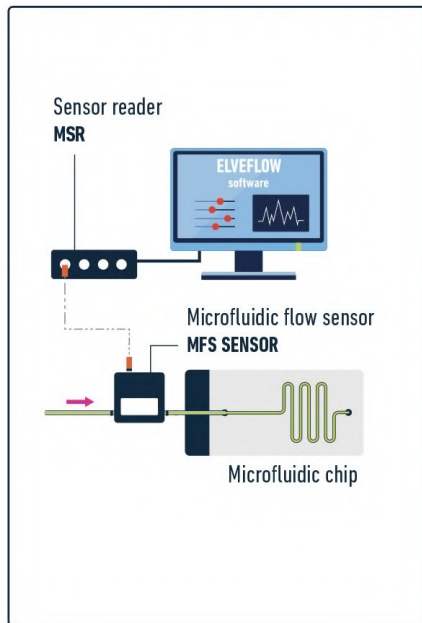 Sensor reader
MSR
ELVEFLOW
software
Microfluidic flow sensor
MFS SENSOR
Microfluidic chip